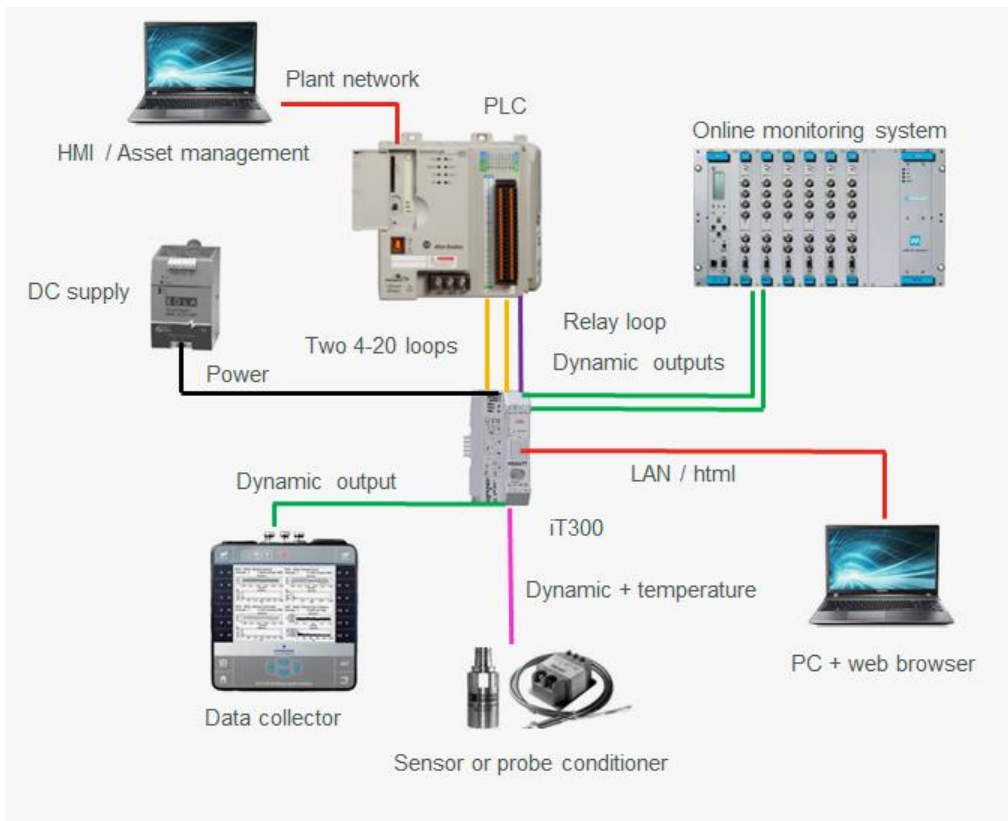 Plant network
PLC
Online monitoring system
HMI / Asset management
DC supply
SOLA
Relay loop
Two 4-20 loops
Dynamic outputs
Power
LAN / html
Dynamic output
iT300
Dynamic + temperature
PC + web browser
Data collector
Sensor or probe conditioner